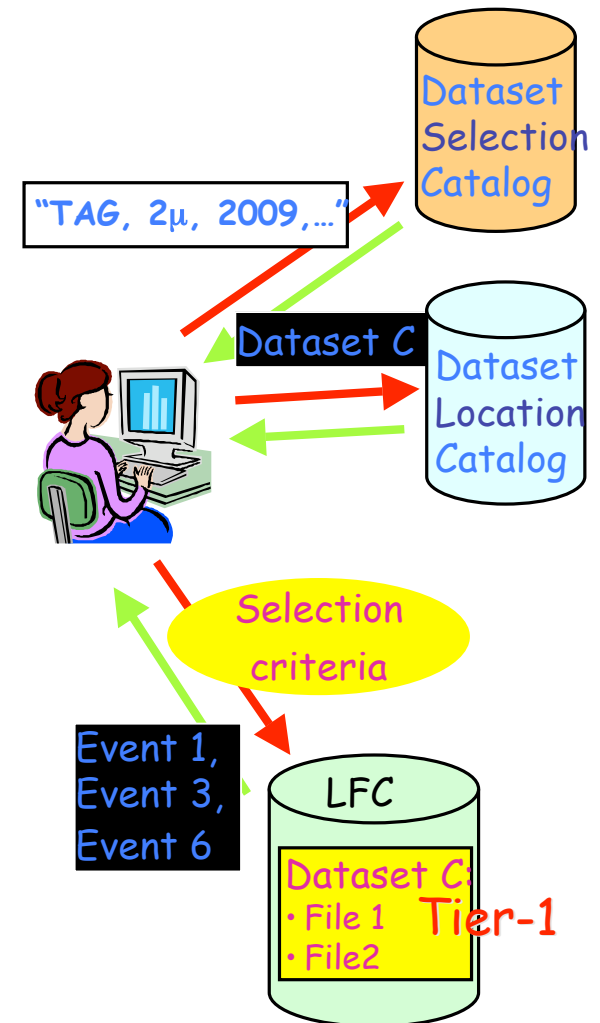 Dataset
Selection
Catalog
"TAG, 2μ, 2009,…"
Dataset C
Dataset
Location
Catalog
Selection
criteria
Event 1,
Event 3,
Event 6
LFC
Dataset C:
• File 1
• File2
Tier-1